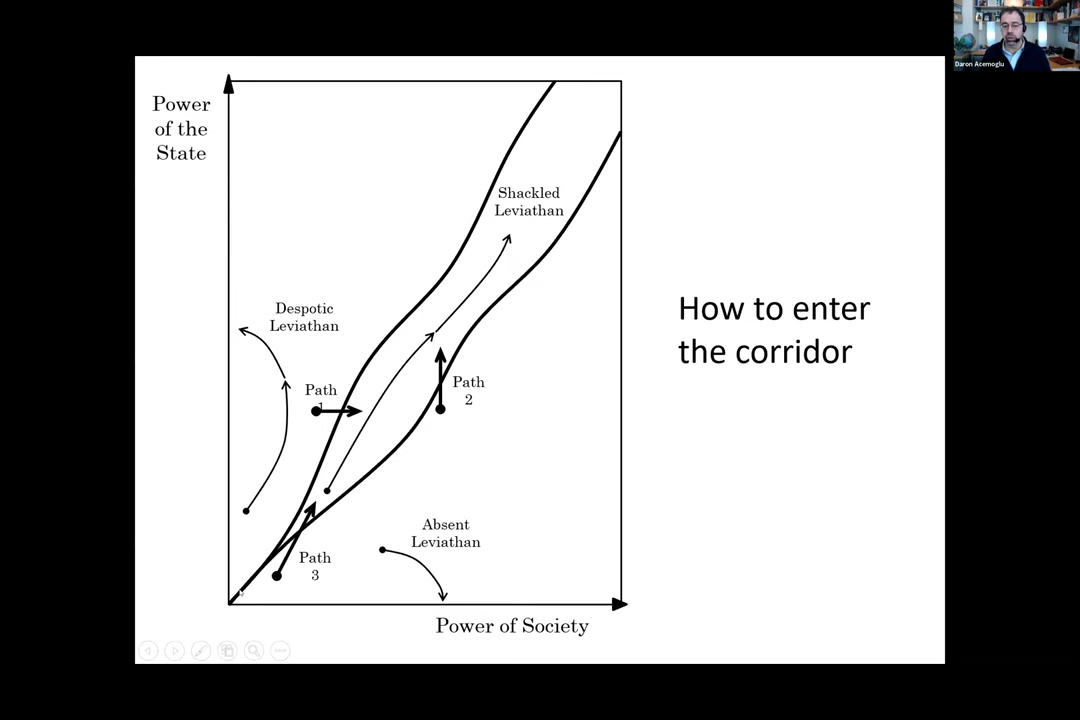 Daron Acemoglu
Power
of the
State
Shackled
Leviathan
Despotic
Leviathan
How to enter
the corridor
Path
1
Path
2
Absent
Leviathan
Path
3
Power of Society